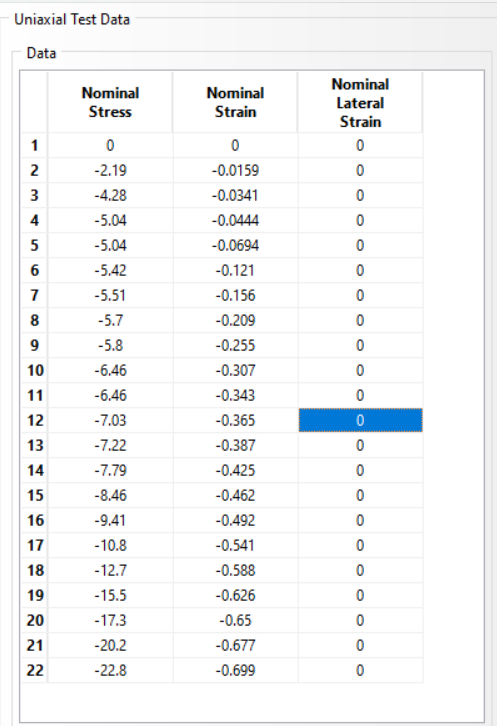 Uniaxial Test Data
Data
Nominal Stress Nominal Strain Nominal Lateral Strain
1 0 0 0
2 -2.19 -0.0159 0
3 -4.28 -0.0341 0
4 -5.04 -0.0444 0
5 -5.04 -0.0694 0
6 -5.42 -0.121 0
7 -5.51 -0.156 0
8 -5.7 -0.209 0
9 -5.8 -0.255 0
10 -6.46 -0.307 0
11 -6.46 -0.343 0
12 -7.03 -0.365 0
13 -7.22 -0.387 0
14 -7.79 -0.425 0
15 -8.46 -0.462 0
16 -9.41 -0.492 0
17 -10.8 -0.541 0
18 -12.7 -0.588 0
19 -15.5 -0.626 0
20 -17.3 -0.65 0
21 -20.2 -0.677 0
22 -22.8 -0.699 0